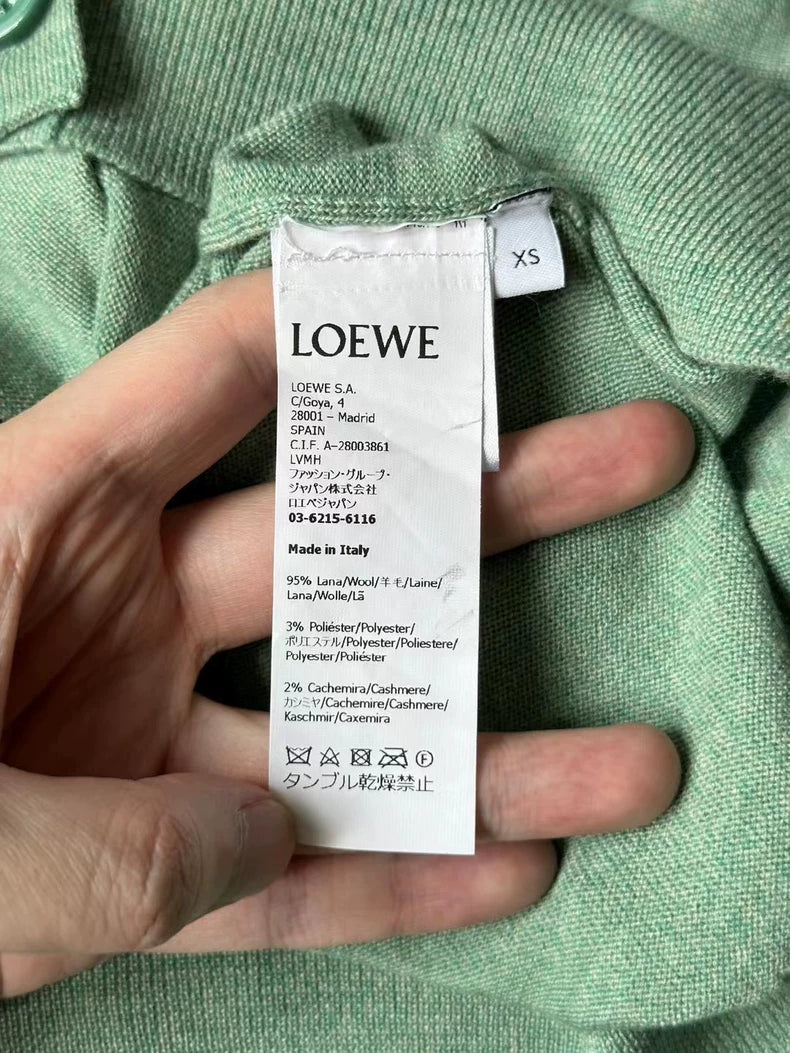 XS
LOEWE
LOEWE S.A.
C/Goya, 4
28001 – Madrid
SPAIN
C.I.F. A-28003861
LVMH
ファッション・グループ・
ジャパン株式会社
ロエベジャパン
03-6215-6116
Made in Italy
95% Lana/Wool/羊毛/Laine/
Lana/Wolle/Lã
3% Poliéster/Polyester/
ポリエステル/Polyester/Poliestere/
Polyester/Poliéster
2% Cachemira/Cashmere/
カシミヤ/Cachemire/Cashmere/
Kaschmir/Caxemira
F
タンブル乾燥禁止